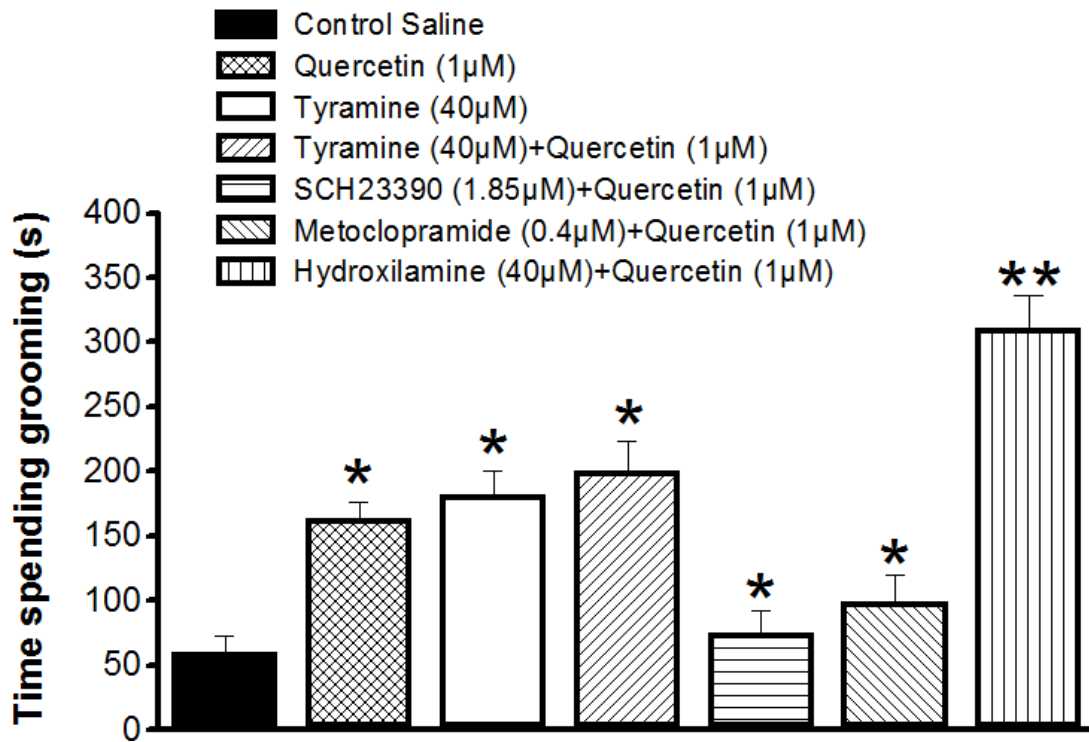 Control Saline
Quercetin (1µM)
Tyramine (40µM)
Tyramine (40µM)+Quercetin (1µM)
SCH23390 (1.85µM)+Quercetin (1µM)
Metoclopramide (0.4µM)+Quercetin (1µM)
Hydroxilamine (40µM)+Quercetin (1µM)
Time spending grooming (s)
400
350
300
250
200
150
100
50
0
*
*
*
*
*
**